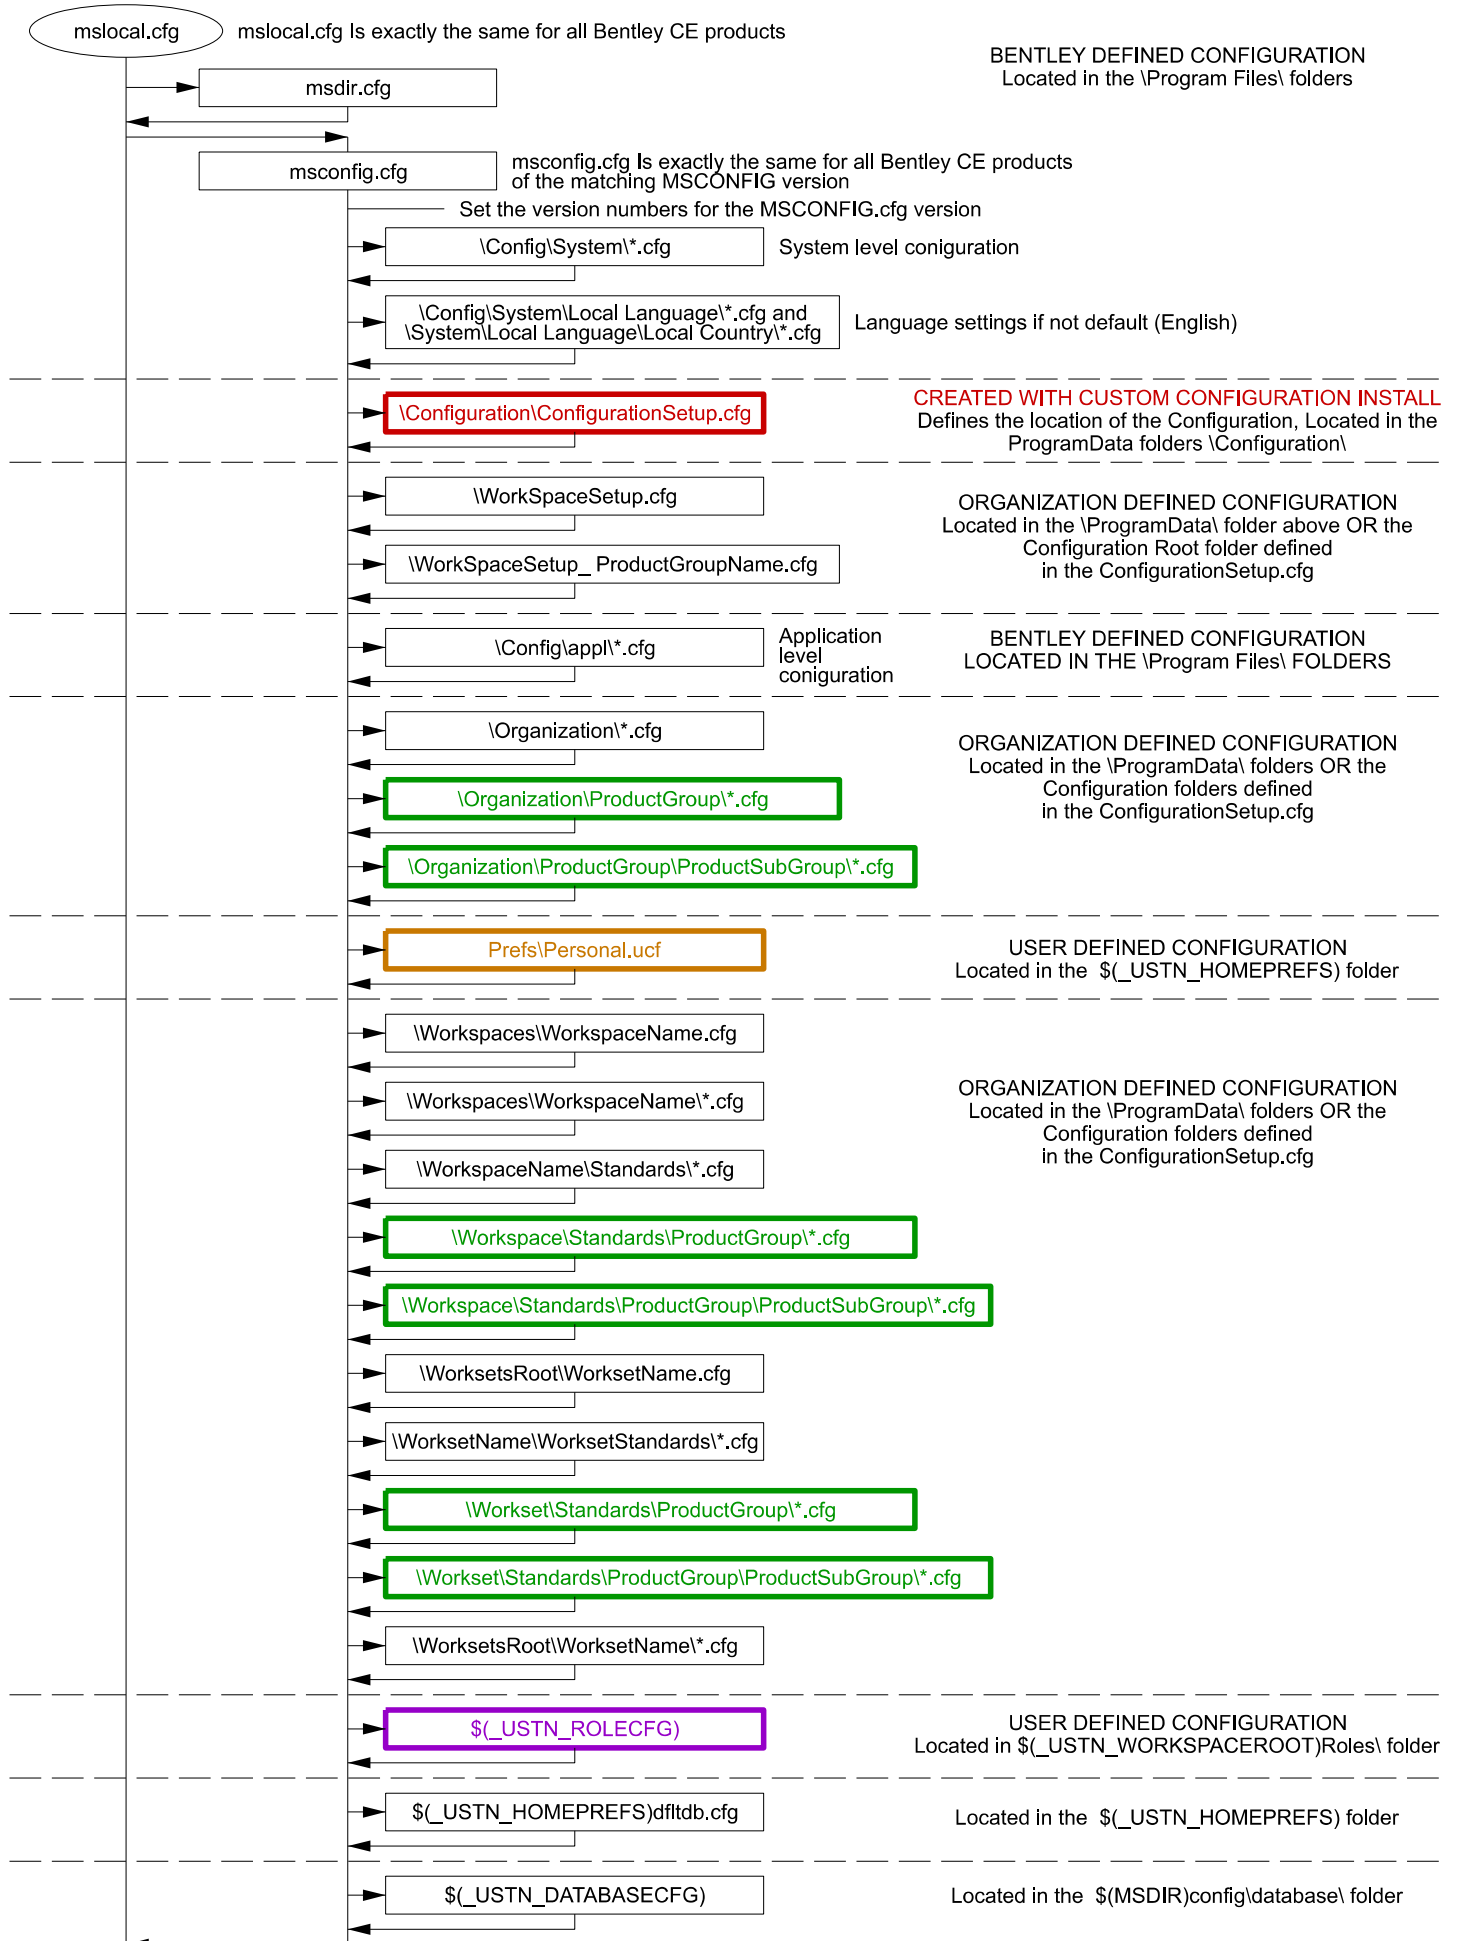 mslocal.cfg
mslocal.cfg Is exactly the same for all Bentley CE products
BENTLEY DEFINED CONFIGURATION
Located in the \Program Files\ folders
msdir.cfg
msconfig.cfg
msconfig.cfg Is exactly the same for all Bentley CE products
of the matching MSCONFIG version
Set the version numbers for the MSCONFIG.cfg version
\Config\System\*.cfg
System level coniguration
\Config\System\Local Language\*.cfg and
\System\Local Language\Local Country\*.cfg
Language settings if not default (English)
\Configuration\ConfigurationSetup.cfg
CREATED WITH CUSTOM CONFIGURATION INSTALL
Defines the location of the Configuration, Located in the
ProgramData folders \Configuration\
\WorkSpaceSetup.cfg
\WorkSpaceSetup_ ProductGroupName.cfg
ORGANIZATION DEFINED CONFIGURATION
Located in the \ProgramData\ folder above OR the
Configuration Root folder defined
in the ConfigurationSetup.cfg
\Config\appl\*.cfg
Application
level
coniguration
BENTLEY DEFINED CONFIGURATION
LOCATED IN THE \Program Files\ FOLDERS
\Organization\*.cfg
\Organization\ProductGroup\*.cfg
\Organization\ProductGroup\ProductSubGroup\*.cfg
ORGANIZATION DEFINED CONFIGURATION
Located in the \ProgramData\ folders OR the
Configuration folders defined
in the ConfigurationSetup.cfg
Prefs\Personal.ucf
USER DEFINED CONFIGURATION
Located in the  $(_USTN_HOMEPREFS) folder
\Workspaces\WorkspaceName.cfg
\Workspaces\WorkspaceName\*.cfg
\WorkspaceName\Standards\*.cfg
ORGANIZATION DEFINED CONFIGURATION
Located in the \ProgramData\ folders OR the
Configuration folders defined
in the ConfigurationSetup.cfg
\Workspace\Standards\ProductGroup\*.cfg
\Workspace\Standards\ProductGroup\ProductSubGroup\*.cfg
\WorksetsRoot\WorksetName.cfg
\WorksetName\WorksetStandards\*.cfg
\Workset\Standards\ProductGroup\*.cfg
\Workset\Standards\ProductGroup\ProductSubGroup\*.cfg
\WorksetsRoot\WorksetName\*.cfg
$(_USTN_ROLECFG)
USER DEFINED CONFIGURATION
Located in $(_USTN_WORKSPACEROOT)Roles\ folder
$(_USTN_HOMEPREFS)dfltdb.cfg
Located in the  $(_USTN_HOMEPREFS) folder
$(_USTN_DATABASECFG)
Located in the  $(MSDIR)config\database\ folder